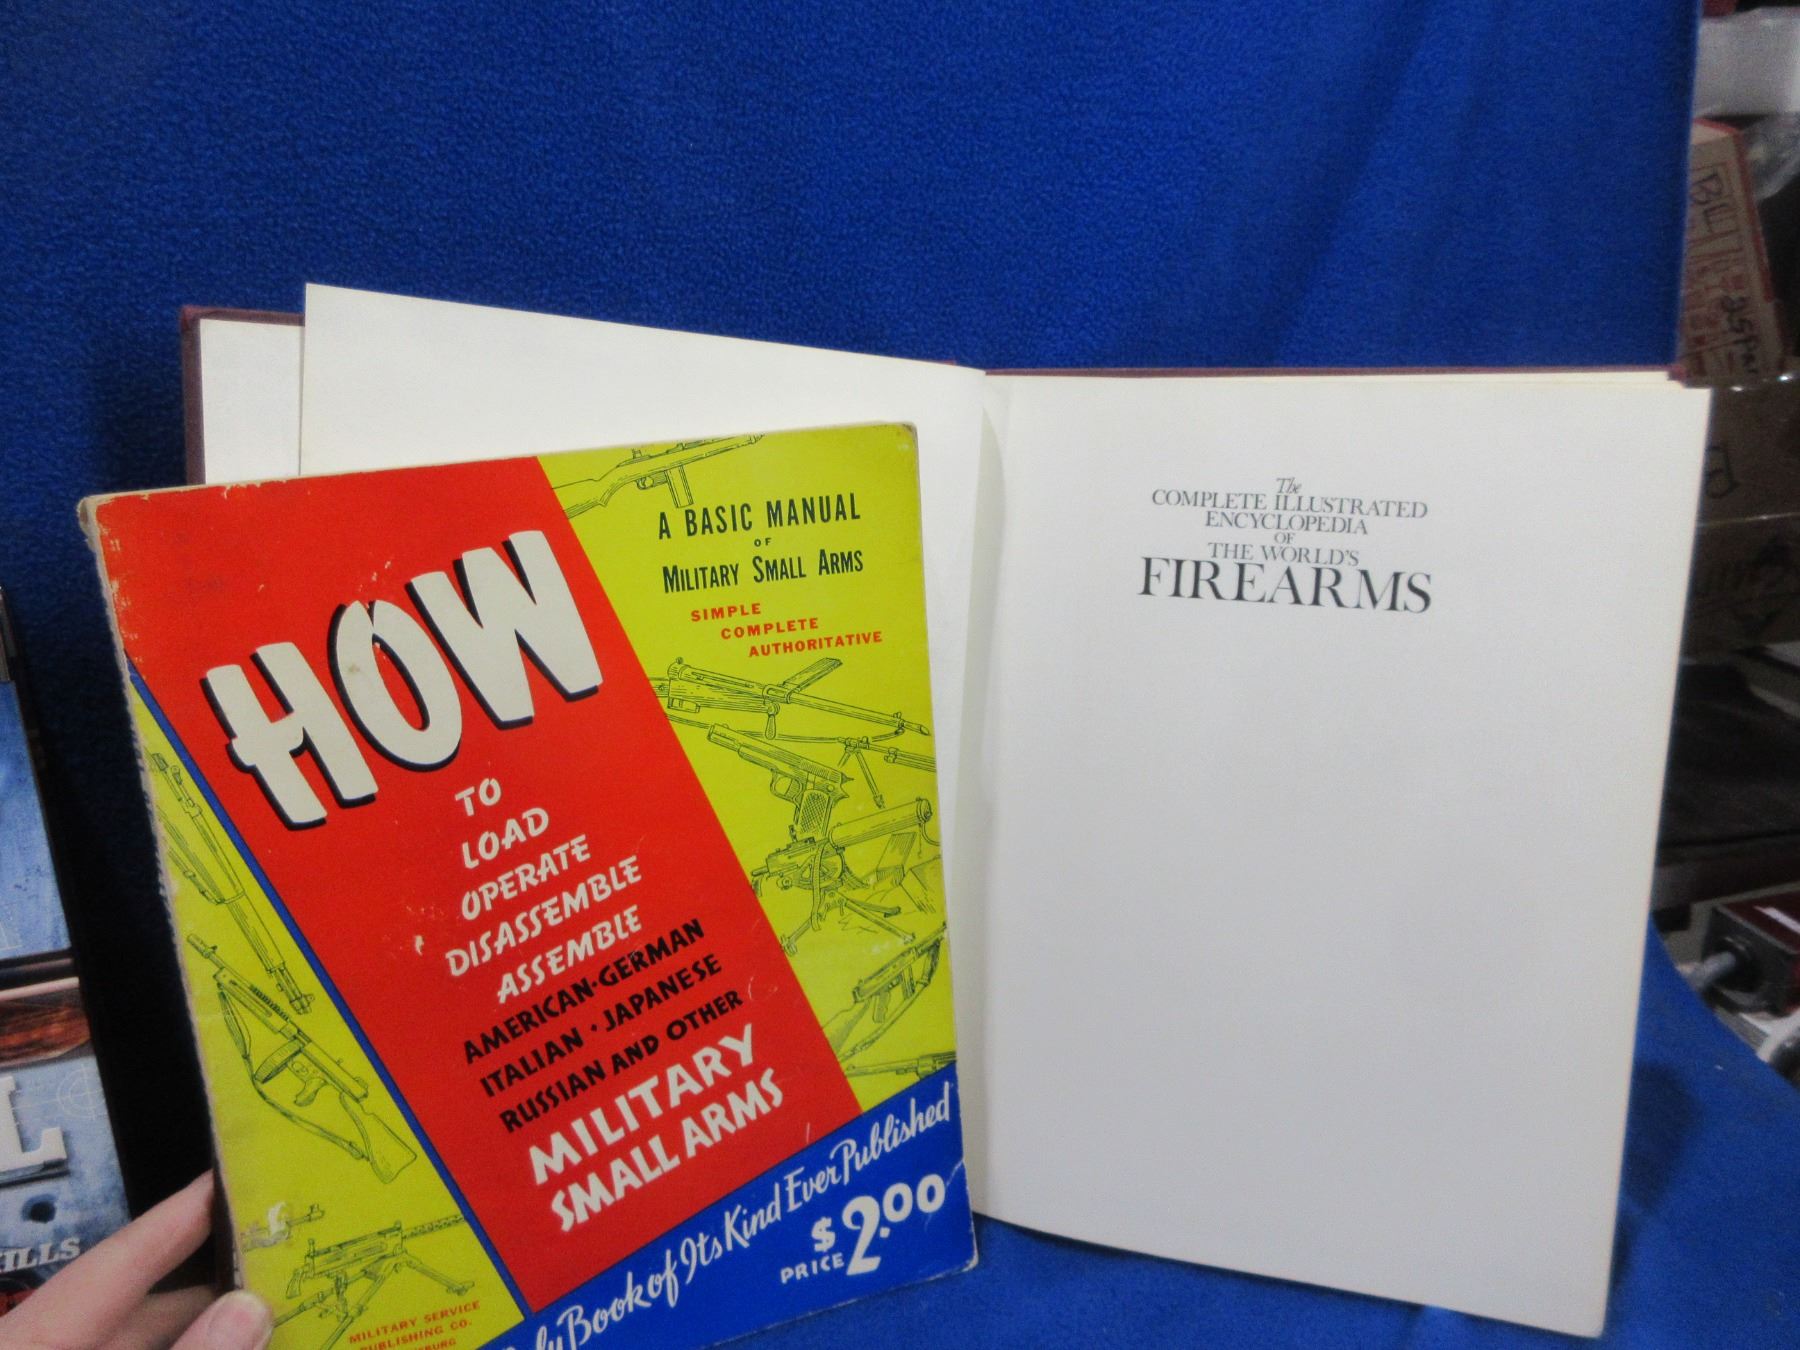 HOW
TO
LOAD
OPERATE
DISASSEMBLE
ASSEMBLE
AMERICAN·GERMAN
ITALIAN · JAPANESE
RUSSIAN AND OTHER
MILITARY
SMALL ARMS
A BASIC MANUAL
OF
MILITARY SMALL ARMS
SIMPLE
COMPLETE
AUTHORITATIVE
Book of Its Kind Ever Published
PRICE $2.00
MILITARY SERVICE
PUBLISHING CO.
The
COMPLETE ILLUSTRATED
ENCYCLOPEDIA
OF
THE WORLD'S
FIREARMS
L